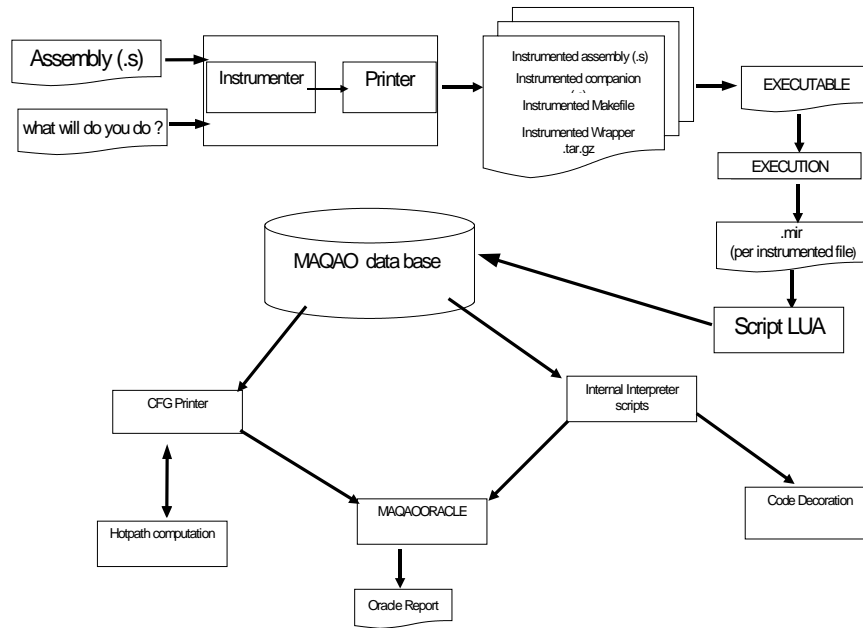 Assembly (.s)
what will do you do ?
Instrumenter
Printer
Instrumented assembly (.s)
Instrumented companion
Instrumented Makefile
Instrumented Wrapper
.tar.gz
EXECUTABLE
EXECUTION
.mir
(per instrumented file)
Script LUA
MAQAO data base
CFG Printer
Internal Interpreter
scripts
Hotpath computation
MAQAOORACLE
Code Decoration
Oracle Report